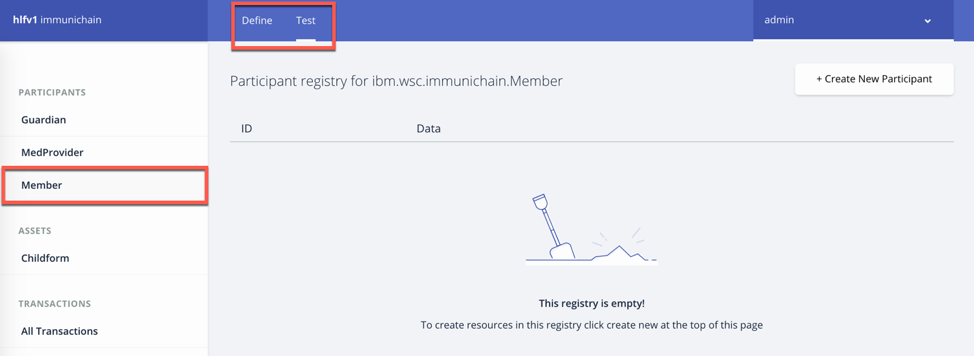 hlfv1 immunichain
Define
Test
admin
PARTICIPANTS
Guardian
MedProvider
Member
ASSETS
Childform
TRANSACTIONS
All Transactions
Participant registry for ibm.wsc.immunichain.Member
+ Create New Participant
ID
Data
This registry is empty!
To create resources in this registry click create new at the top of this page